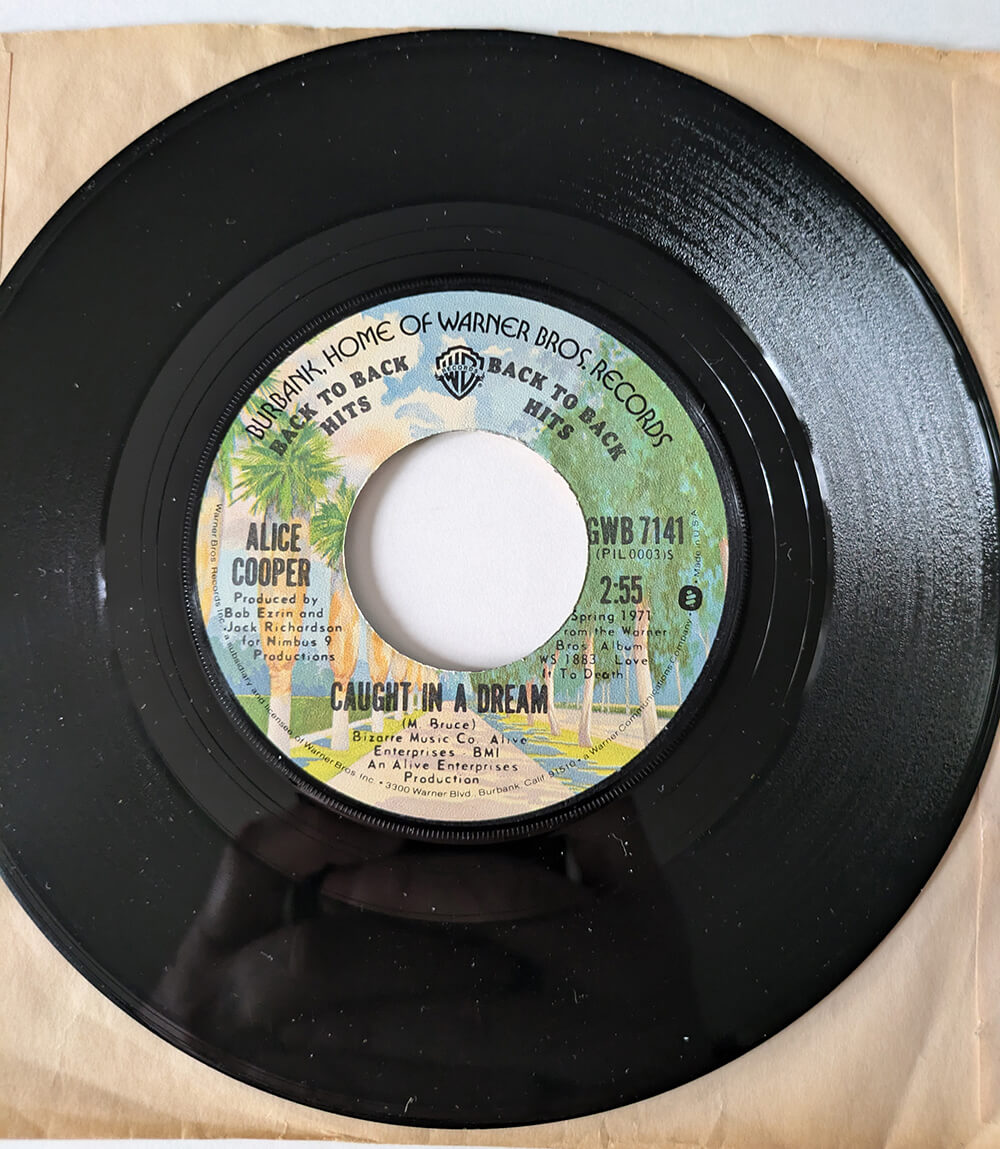 BURBANK, HOME OF WARNER BROS. RECORDS
BACK TO BACK
HITS
RECORDS
BACK TO BACK
HITS
ALICE
COOPER
Produced by
Bob Ezrin and
Jack Richardson
for Nimbus 9
Productions
GWB 7141
(PIL0003)S
2:55
Spring 1971
rom the Warner
Bros. Album
WS 1883 Love
It To Death
CAUGHT IN A DREAM
(M. Bruce)
Bizarre Music Co. Alive
Enterprises - BMI
An Alive Enterprises
Production
Warner Bros. Records Inc. • a subsidiary and licensee of Warner Bros. Inc. • 3300 Warner Blvd., Burbank, Calif. 91510 • a Warner Communications Company • Made in U.S.A.